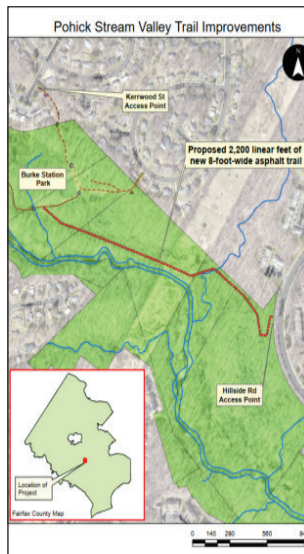 Pohick Stream Valley Trail Improvements
N
Kerrwood St
Access Point
Proposed 2,200 linear feet of
new 8-foot-wide asphalt trail
Burke Station
Park
Hillside Rd
Access Point
Location of
Project
Fairfax County Map
0 140 280 560